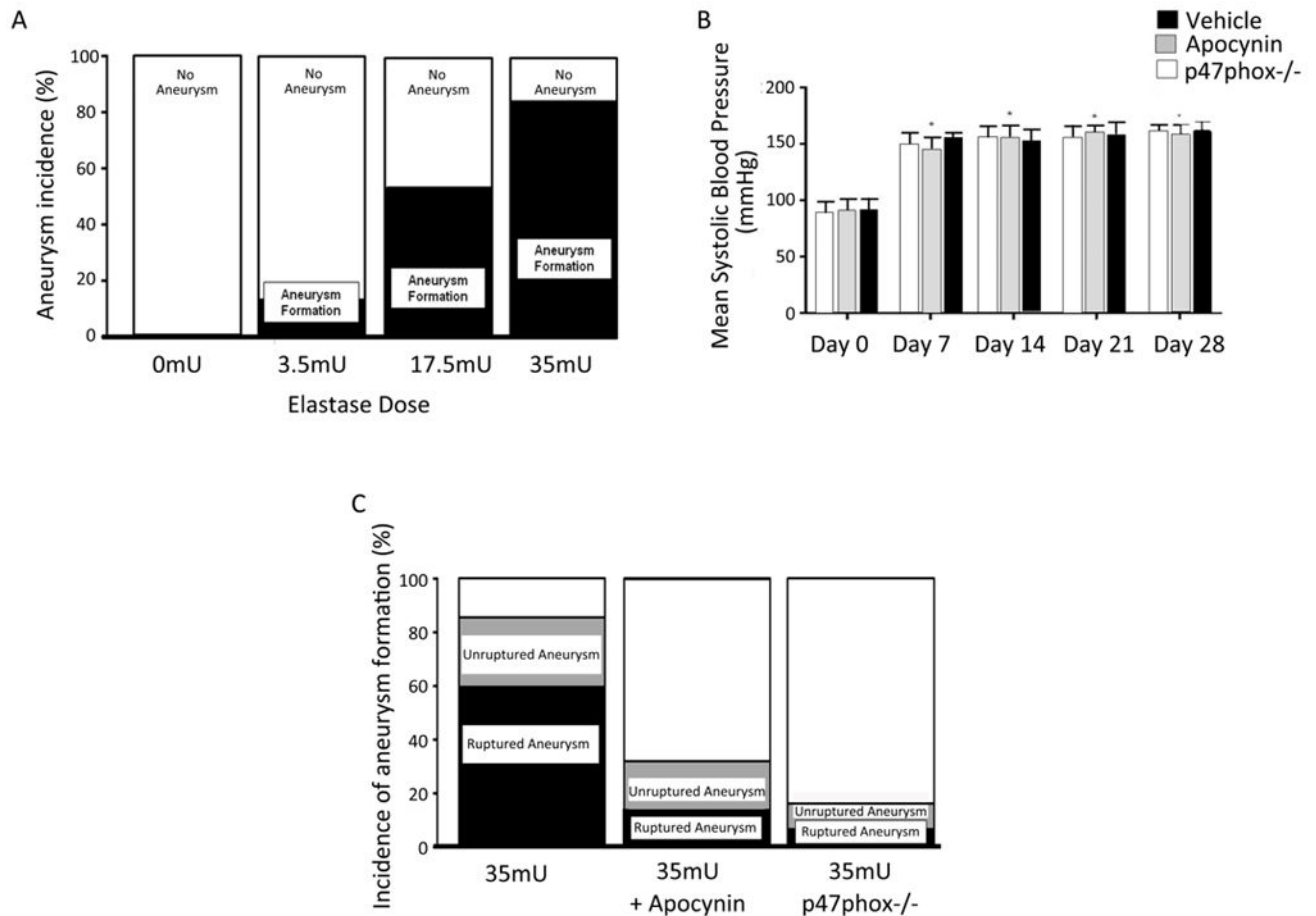 A
Aneurysm incidence (%)
100
80
60
40
20
0
No
Aneurysm
No
Aneurysm
Aneurysm
Formation
No
Aneurysm
Aneurysm
Formation
No
Aneurysm
Aneurysm
Formation
0mU
3.5mU
17.5mU
35mU
Elastase Dose
B
Vehicle
Apocynin
p47phox-/-
Mean Systolic Blood Pressure
(mmHg)
200
150
100
50
0
*
*
*
*
Day 0
Day 7
Day 14
Day 21
Day 28
C
Incidence of aneurysm formation (%)
100
80
60
40
20
0
Unruptured Aneurysm
Ruptured Aneurysm
Unruptured Aneurysm
Ruptured Aneurysm
Unruptured Aneurysm
Ruptured Aneurysm
35mU
35mU
+ Apocynin
35mU
p47phox-/-